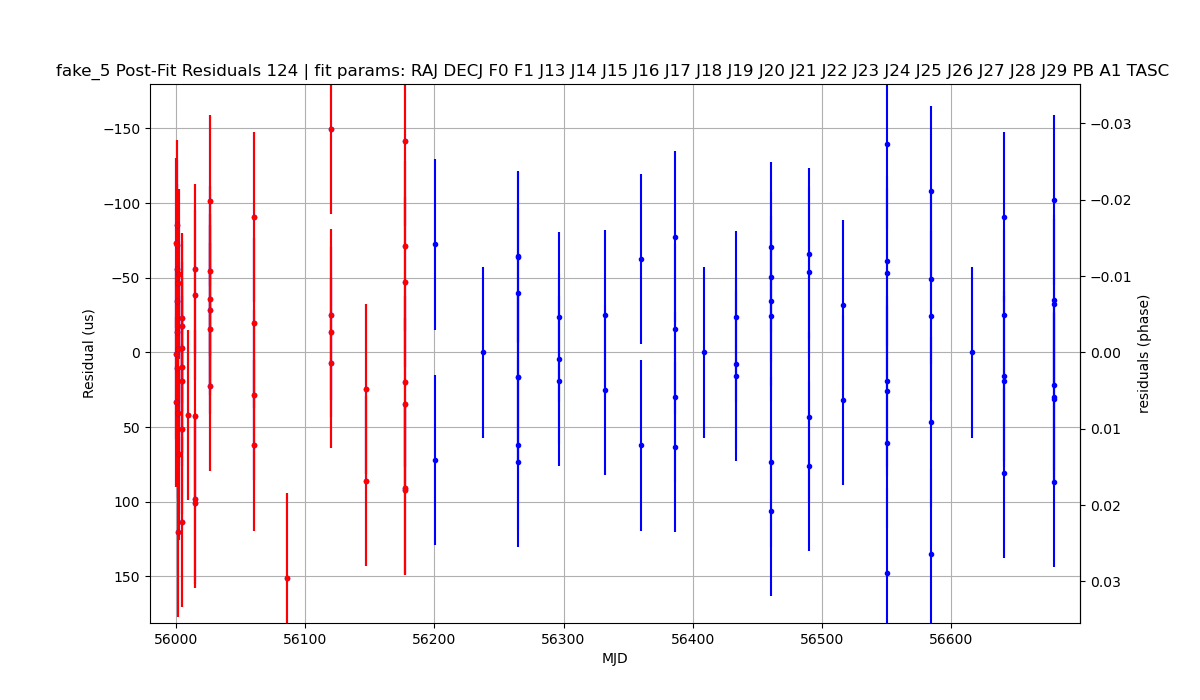 fake_5 Post-Fit Residuals 124 | fit params: RAJ DECJ F0 F1 J13 J14 J15 J16 J17 J18 J19 J20 J21 J22 J23 J24 J25 J26 J27 J28 J29 PB A1 TASC
−150
−100
−50
0
50
100
150
Residual (us)
−0.03
−0.02
−0.01
0.00
0.01
0.02
0.03
residuals (phase)
56000 56100 56200 56300 56400 56500 56600
MJD